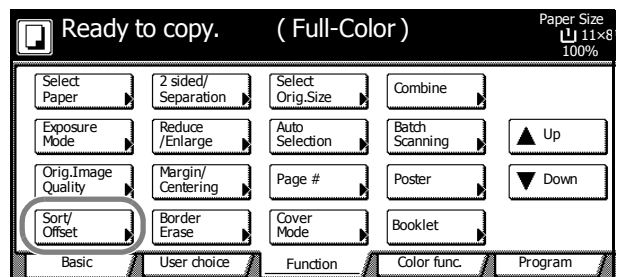 Ready to copy. ( Full-Color )
Paper Size
1 11×8
100%
Select
Paper
2 sided/
Separation
Select
Orig.Size
Combine
Exposure
Mode
Reduce
/Enlarge
Auto
Selection
Batch
Scanning
Up
Orig.Image
Quality
Margin/
Centering
Page #
Poster
Down
Sort/
Offset
Border
Erase
Cover
Mode
Booklet
Basic
User choice
Function
Color func.
Program